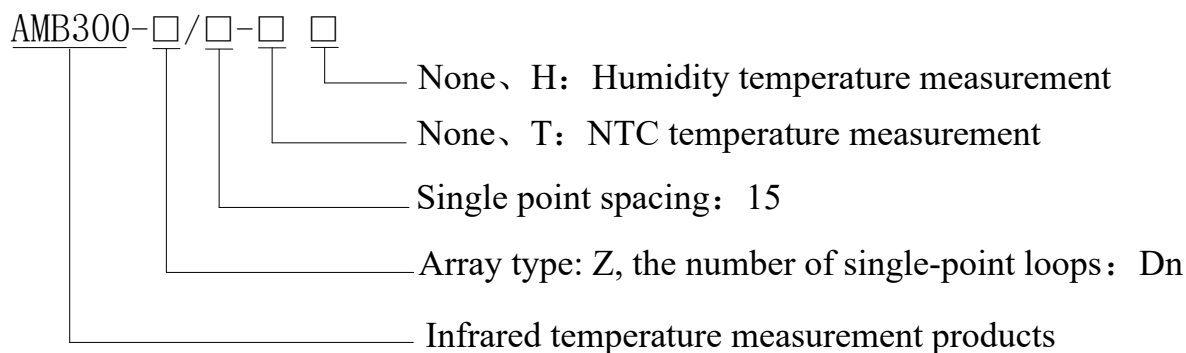 AMB300-□/□-□ □
None、H：Humidity temperature measurement
None、T：NTC temperature measurement
Single point spacing：15
Array type: Z, the number of single-point loops：Dn
Infrared temperature measurement products